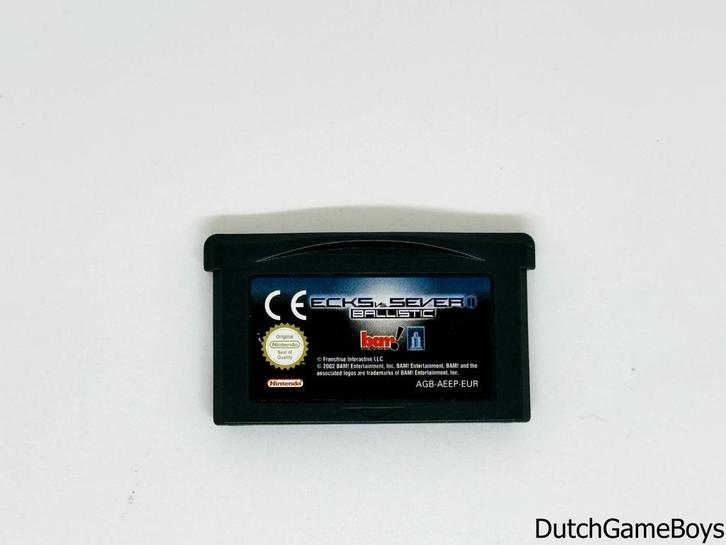 CE
ECKS vs. SEVER II
BALLISTIC
bam!
Original
Nintendo
Seal of
Quality
© Franchise Interactive LLC
© 2002 BAM! Entertainment, Inc. BAM! Entertainment, BAM! and the
associated logos are trademarks of BAM! Entertainment, Inc.
Nintendo
AGB-AEEP-EUR
DutchGameBoys